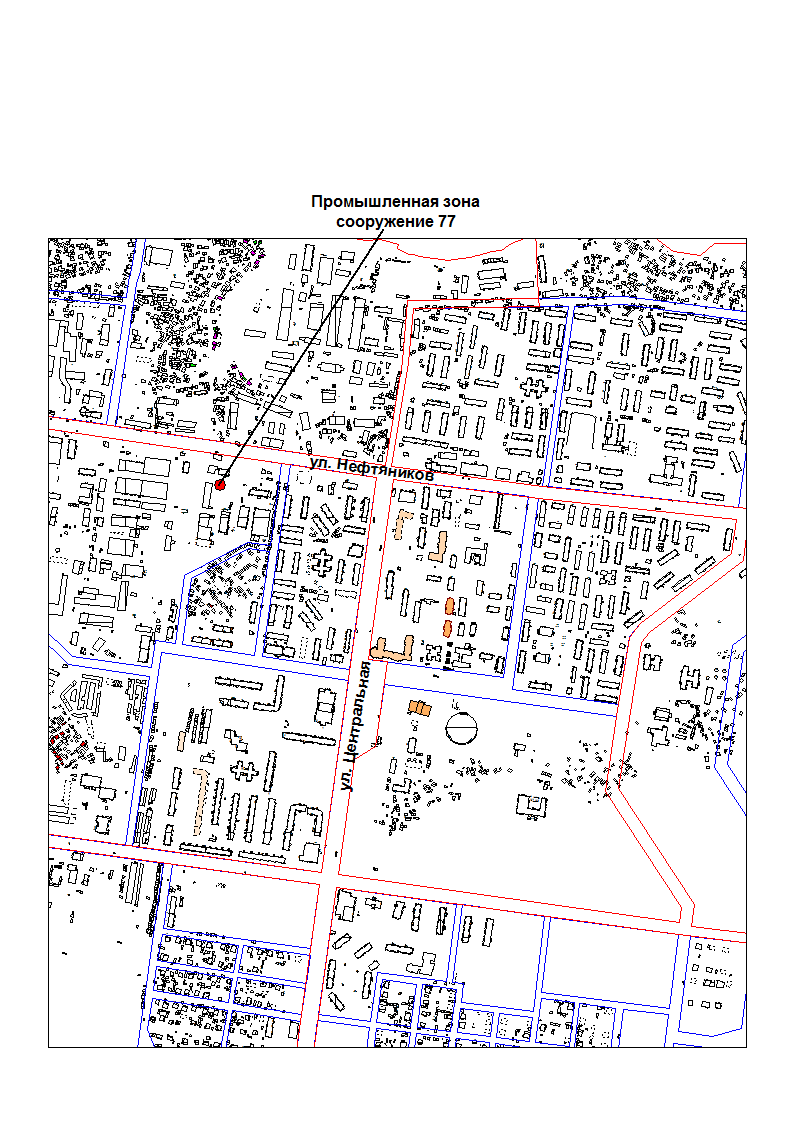 Промышленная зона
сооружение 77
ул. Нефтяников
ул. Центральная